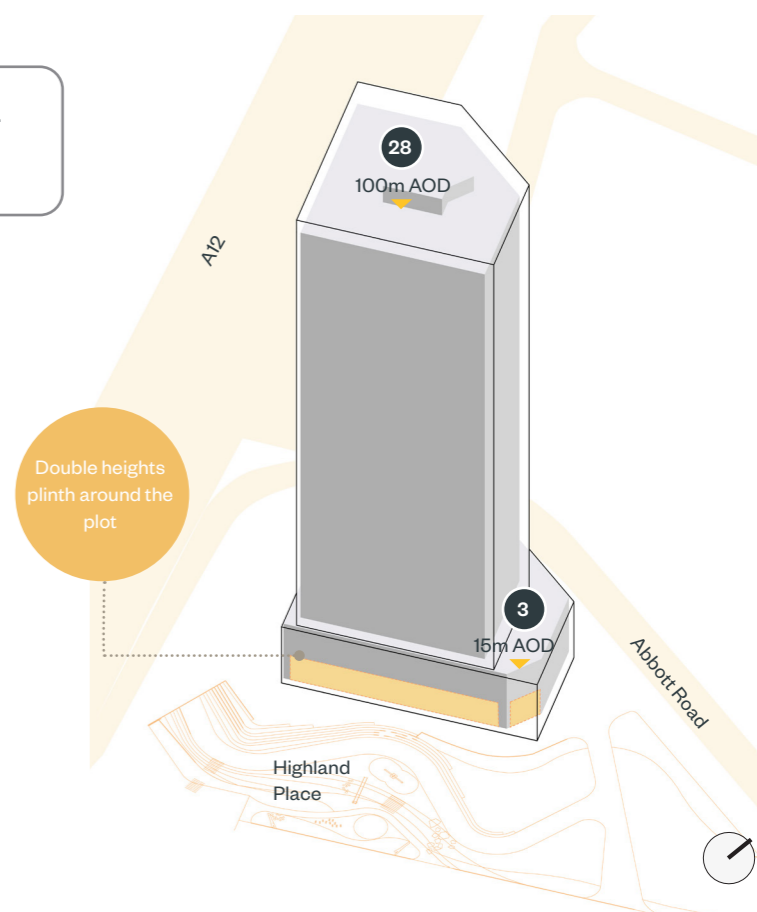 28
100m AOD
A12
Double heights
plinth around the
plot
3
15m AOD
Abbott Road
Highland
Place